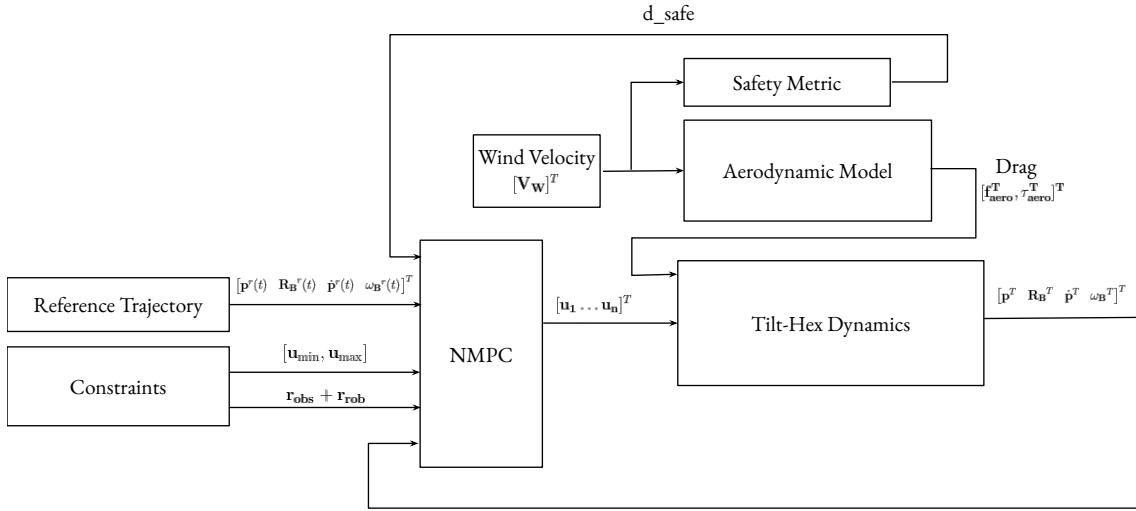 d_safe
Safety Metric
Wind Velocity
[V_W]^T
Aerodynamic Model
Drag
[f_aero^T, τ_aero^T]^T
Reference Trajectory
[p^r(t) R_B^r(t) ṗ^r(t) ω_B^r(t)]^T
Constraints
[u_min, u_max]
r_obs + r_rob
NMPC
[u_1 … u_n]^T
Tilt-Hex Dynamics
[p^T R_B^T ṗ^T ω_B^T]^T